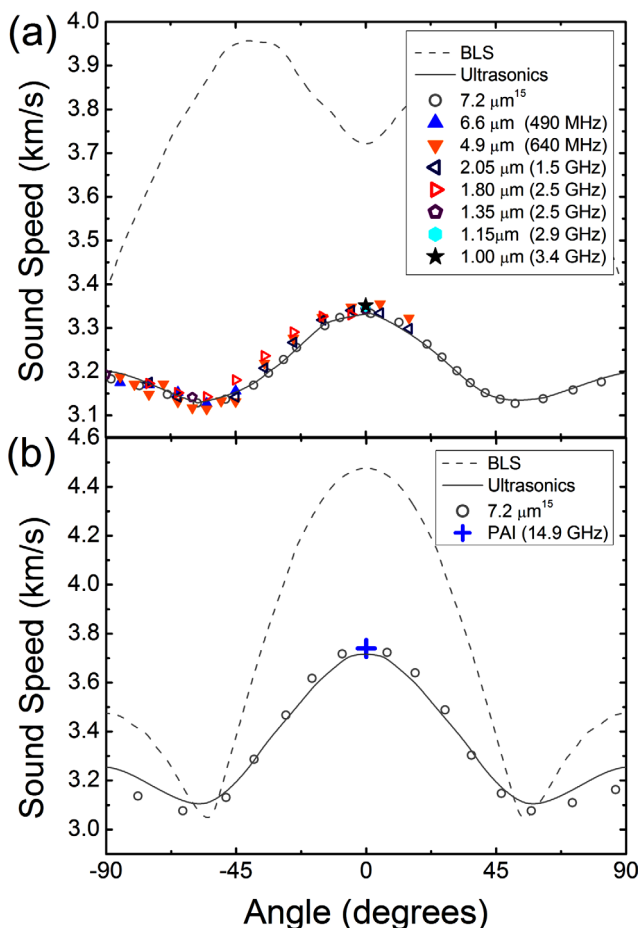 (a)
4.0
3.9
3.8
3.7
3.6
3.5
3.4
3.3
3.2
3.1
Sound Speed (km/s)
BLS
Ultrasonics
7.2 μm¹⁵
6.6 μm (490 MHz)
4.9 μm (640 MHz)
2.05 μm (1.5 GHz)
1.80 μm (2.5 GHz)
1.35 μm (2.5 GHz)
1.15μm (2.9 GHz)
1.00 μm (3.4 GHz)
(b)
4.6
4.4
4.2
4.0
3.8
3.6
3.4
3.2
3.0
Sound Speed (km/s)
BLS
Ultrasonics
7.2 μm¹⁵
PAI (14.9 GHz)
-90 -45 0 45 90
Angle (degrees)